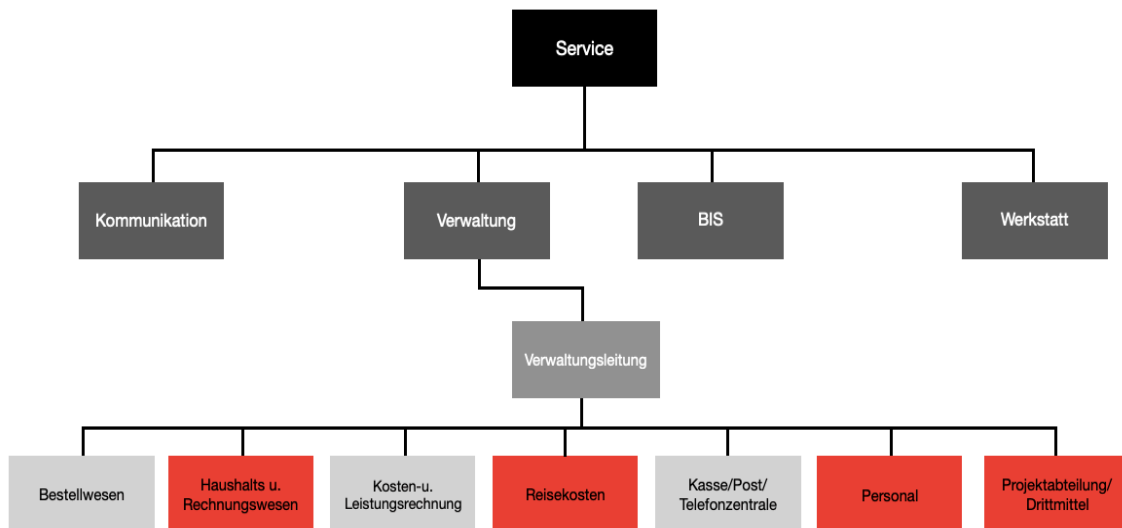 Service
Kommunikation
Verwaltung
BIS
Werkstatt
Verwaltungsleitung
Bestellwesen
Haushalts u.
Rechnungswesen
Kosten-u.
Leistungsrechnung
Reisekosten
Kasse/Post/
Telefonzentrale
Personal
Projektabteilung/
Drittmittel